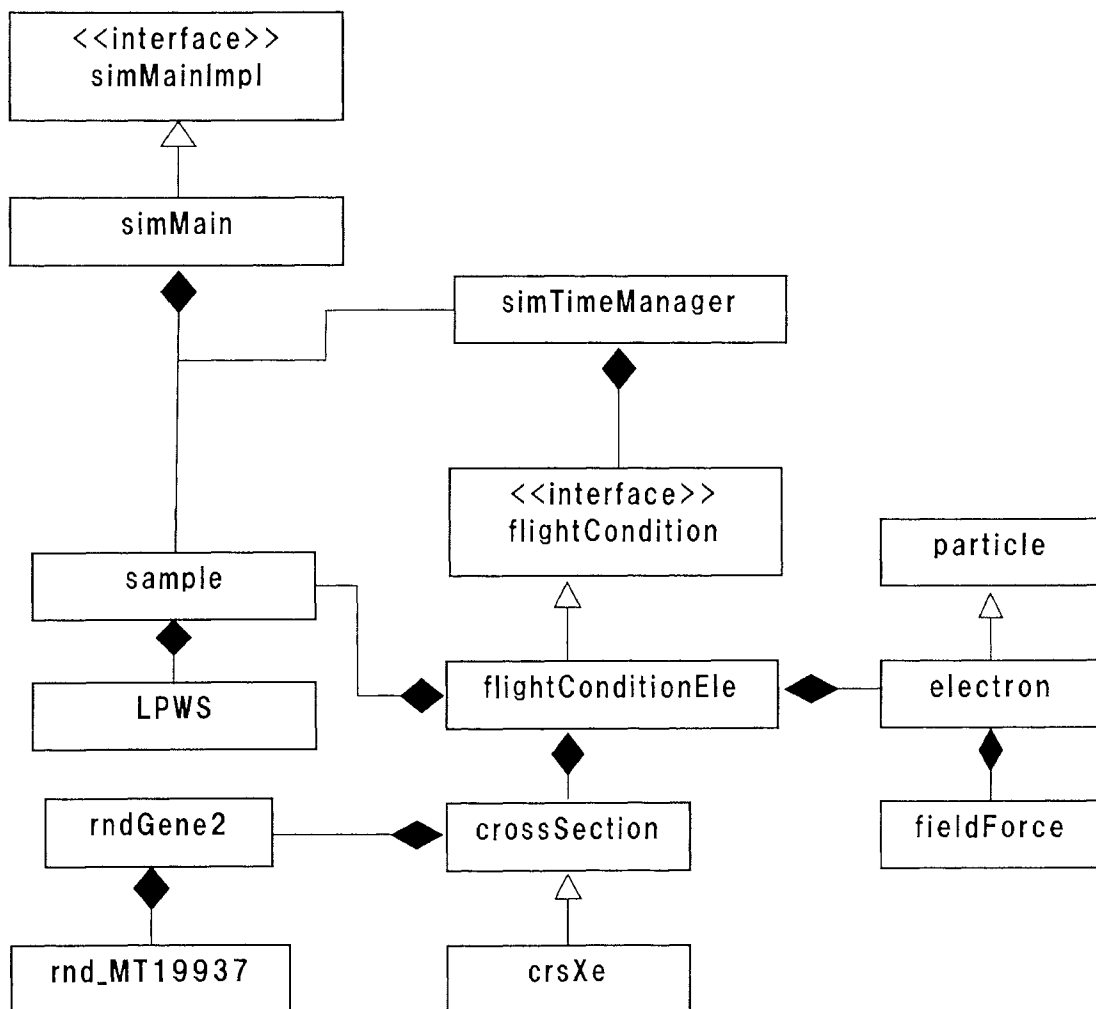 <<interface>>
simMainImpl
simMain
simTimeManager
<<interface>>
flightCondition
particle
sample
flightConditionEle
electron
LPWS
rndGene2
crossSection
fieldForce
rnd_MT19937
crsXe